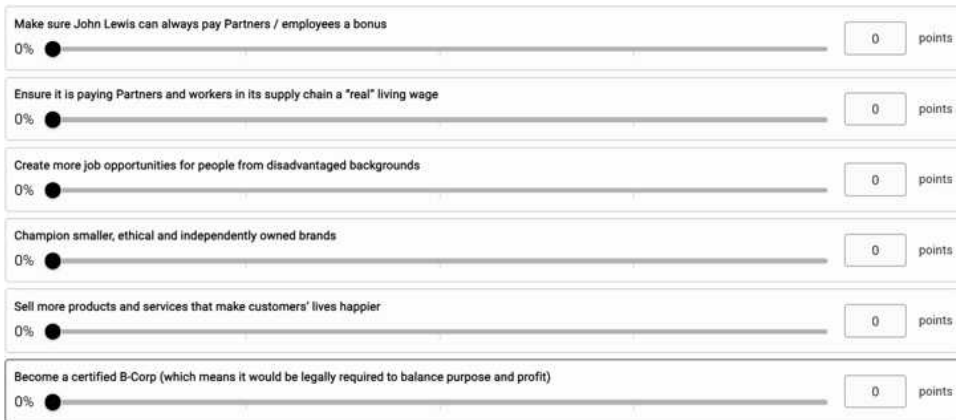 Make sure John Lewis can always pay Partners / employees a bonus
0% 0 points
Ensure it is paying Partners and workers in its supply chain a "real" living wage
0% 0 points
Create more job opportunities for people from disadvantaged backgrounds
0% 0 points
Champion smaller, ethical and independently owned brands
0% 0 points
Sell more products and services that make customers' lives happier
0% 0 points
Become a certified B-Corp (which means it would be legally required to balance purpose and profit)
0% 0 points